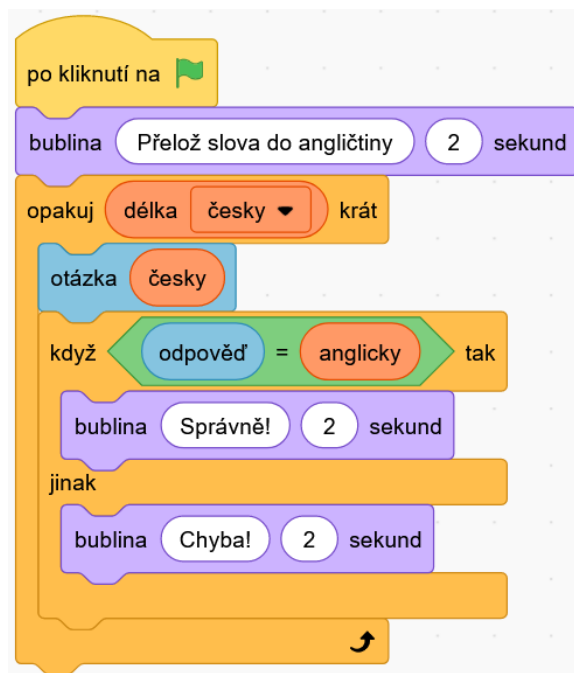 po kliknutí na
bublina Přelož slova do angličtiny 2 sekund
opakuj délka česky krát
otázka česky
když odpověď = anglicky tak
bublina Správně! 2 sekund
jinak
bublina Chyba! 2 sekund